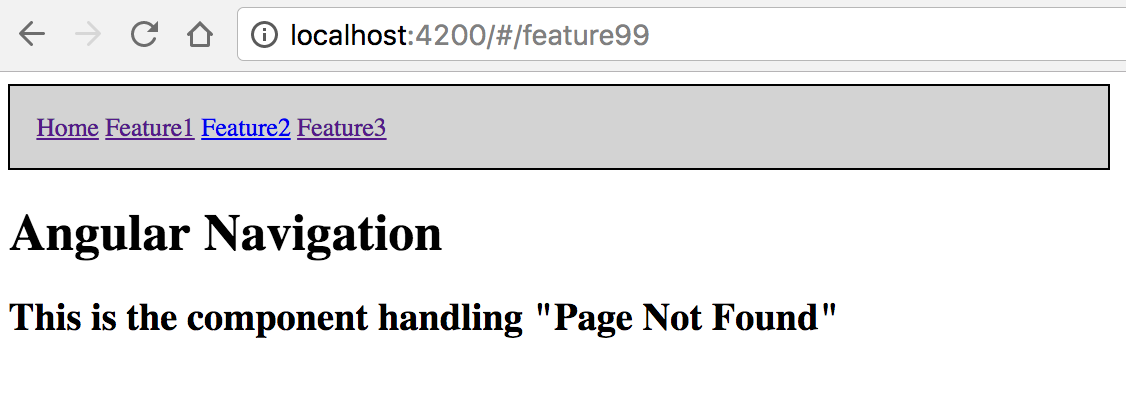 localhost:4200/#/feature99
Home Feature1 Feature2 Feature3
Angular Navigation
This is the component handling "Page Not Found"